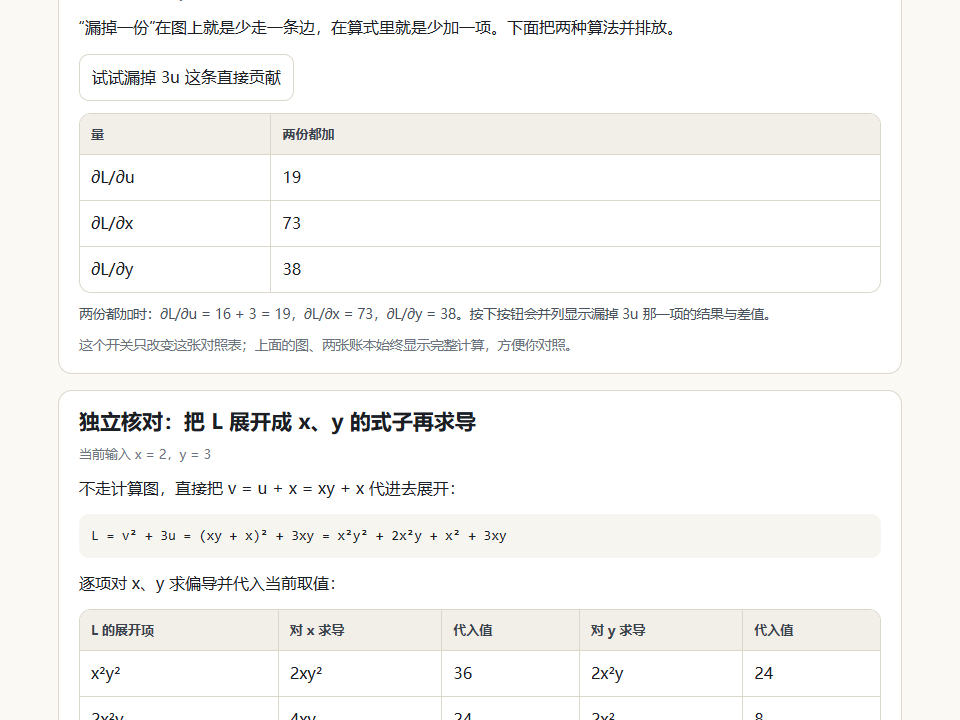 “漏掉一份”在图上就是少走一条边，在算式里就是少加一项。下面把两种算法并排放。
试试漏掉 3u 这条直接贡献
量 两份都加
∂L/∂u 19
∂L/∂x 73
∂L/∂y 38
两份都加时：∂L/∂u = 16 + 3 = 19，∂L/∂x = 73，∂L/∂y = 38。按下按钮会并列显示漏掉 3u 那一项的结果与差值。
这个开关只改变这张对照表；上面的图、两张账本始终显示完整计算，方便你对照。
独立核对：把 L 展开成 x、y 的式子再求导
当前输入 x = 2，y = 3
不走计算图，直接把 v = u + x = xy + x 代进去展开：
L = v² + 3u = (xy + x)² + 3xy = x²y² + 2x²y + x² + 3xy
逐项对 x、y 求偏导并代入当前取值：
L 的展开项 对 x 求导 代入值 对 y 求导 代入值
x²y² 2xy² 36 2x²y 24
2x²y 4xy 24 2x² 8